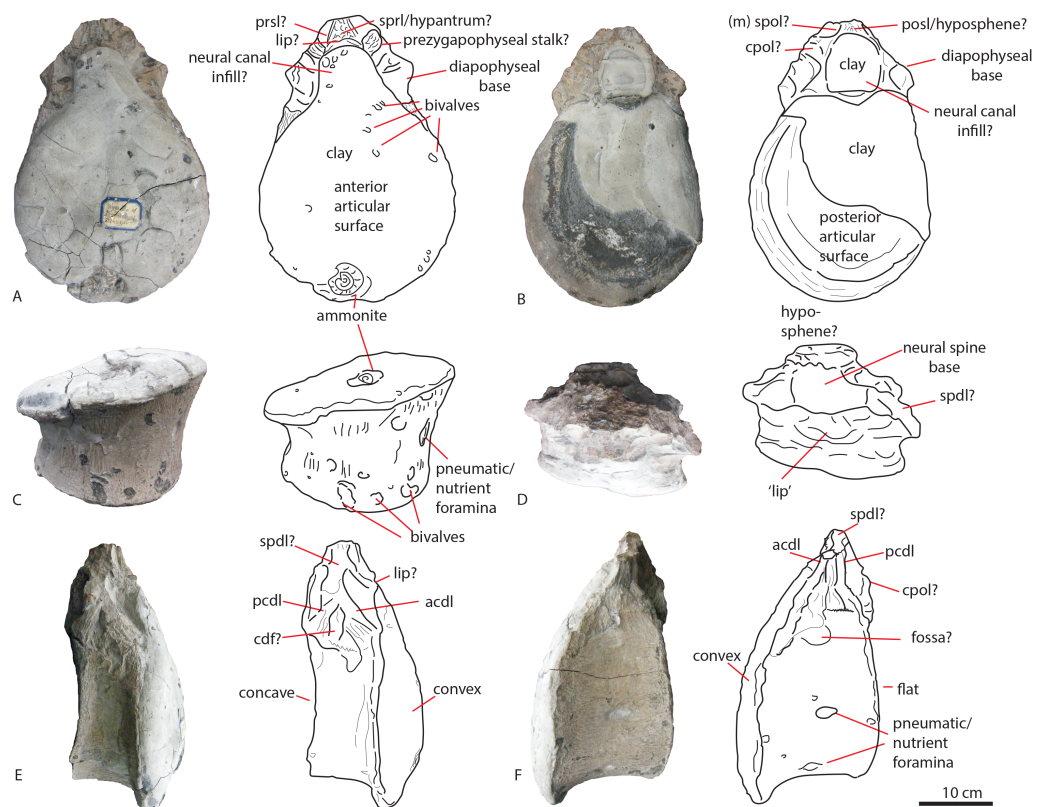 prsl?
sprl/hypantrum?
lip?
prezygapophyseal stalk?
neural canal
infill?
diapophyseal
base
bivalves
clay
anterior
articular
surface
A
ammonite
(m) spol?
posl/hyposphene?
cpol?
clay
diapophyseal
base
neural canal
infill?
clay
posterior
articular
surface
B
C
pneumatic/
nutrient
foramina
bivalves
hypo-
sphene?
neural spine
base
spdl?
'lip'
D
spdl?
lip?
pcdl
acdl
cdf?
concave
convex
E
spdl?
acdl
pcdl
cpol?
fossa?
convex
flat
pneumatic/
nutrient
foramina
F
10 cm